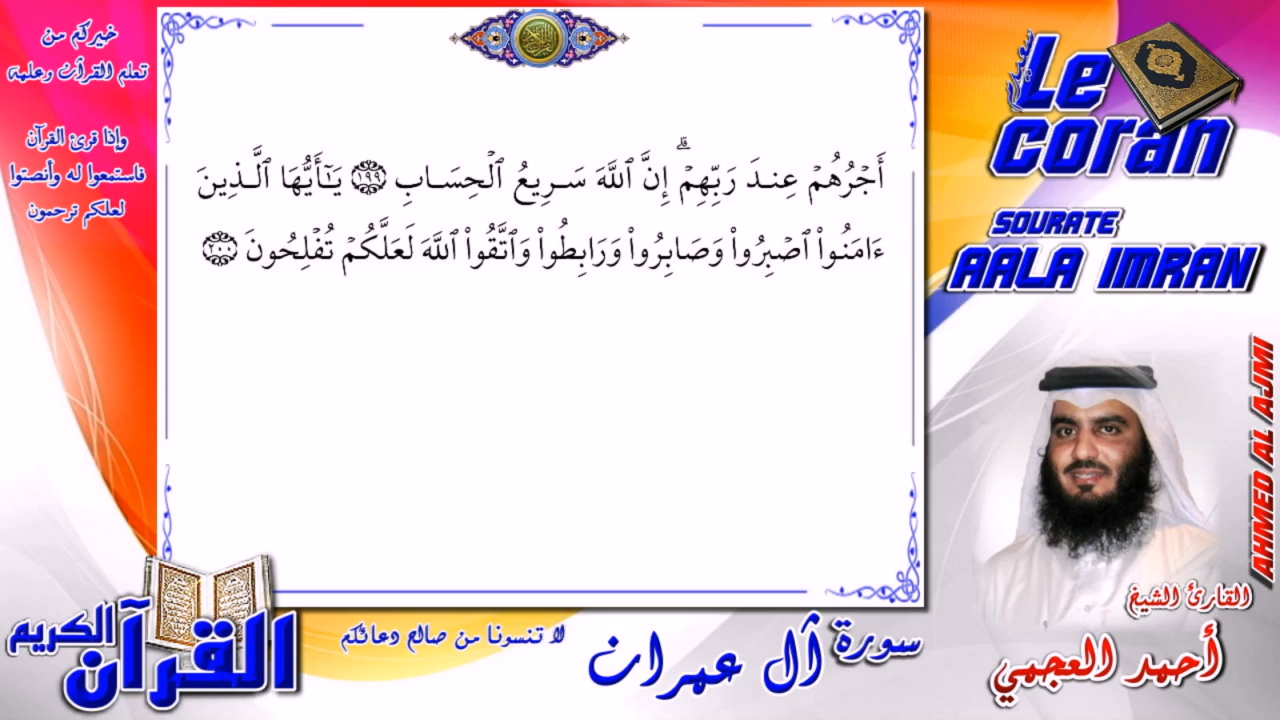 خيركم من
تعلم القرآن وعلمه
وإذا قرئ القرآن
فاستمعوا له وأنصتوا
لعلكم ترحمون
أَجْرُهُمْ عِندَ رَبِّهِمْ ۗ إِنَّ ٱللَّهَ سَرِيعُ ٱلْحِسَابِ ١٩٩ يَـٰٓأَيُّهَا ٱلَّذِينَ
ءَامَنُوا۟ ٱصْبِرُوا۟ وَصَابِرُوا۟ وَرَابِطُوا۟ وَٱتَّقُوا۟ ٱللَّهَ لَعَلَّكُمْ تُفْلِحُونَ ٢٠٠
Le
coran
SOURATE
AALA IMRAN
AHMED AL AJMI
القارئ الشيخ
أحمد العجمي
سورة آل عمران
لا تنسونا من صالح دعائكم
القرآن الكريم